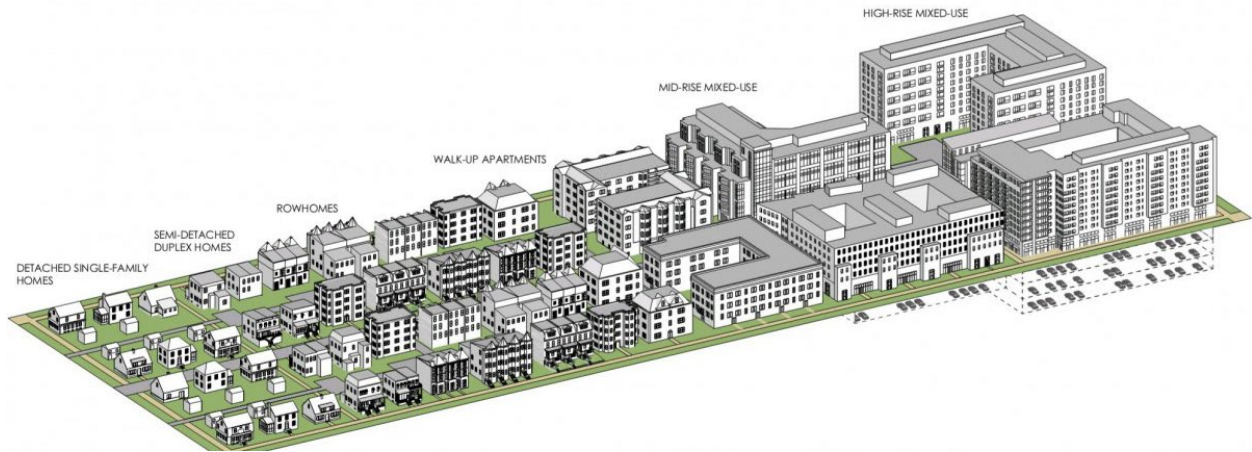 HIGH-RISE MIXED-USE
MID-RISE MIXED-USE
WALK-UP APARTMENTS
ROWHOMES
SEMI-DETACHED
DUPLEX HOMES
DETACHED SINGLE-FAMILY
HOMES